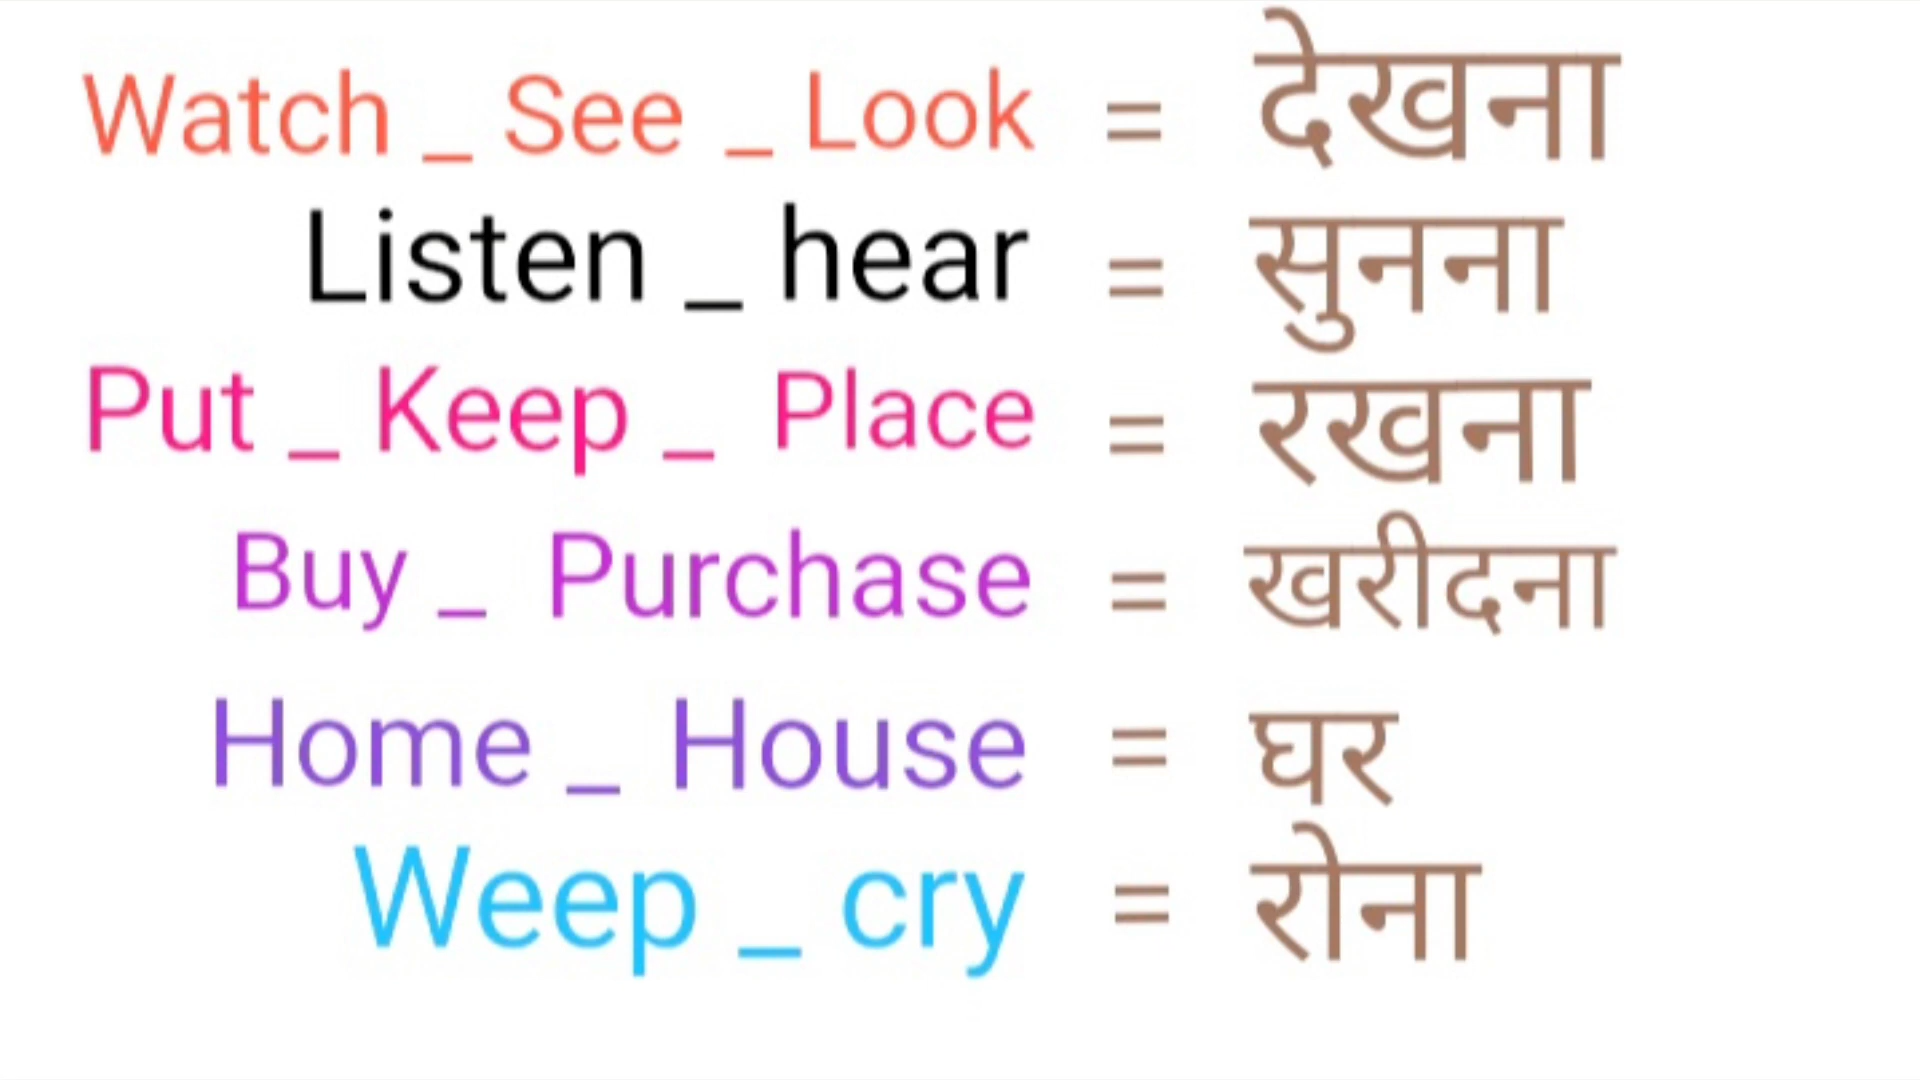 Watch _ See _ Look = देखना
Listen _ hear = सुनना
Put _ Keep _ Place = रखना
Buy _ Purchase = खरीदना
Home _ House = घर
Weep _ cry = रोना